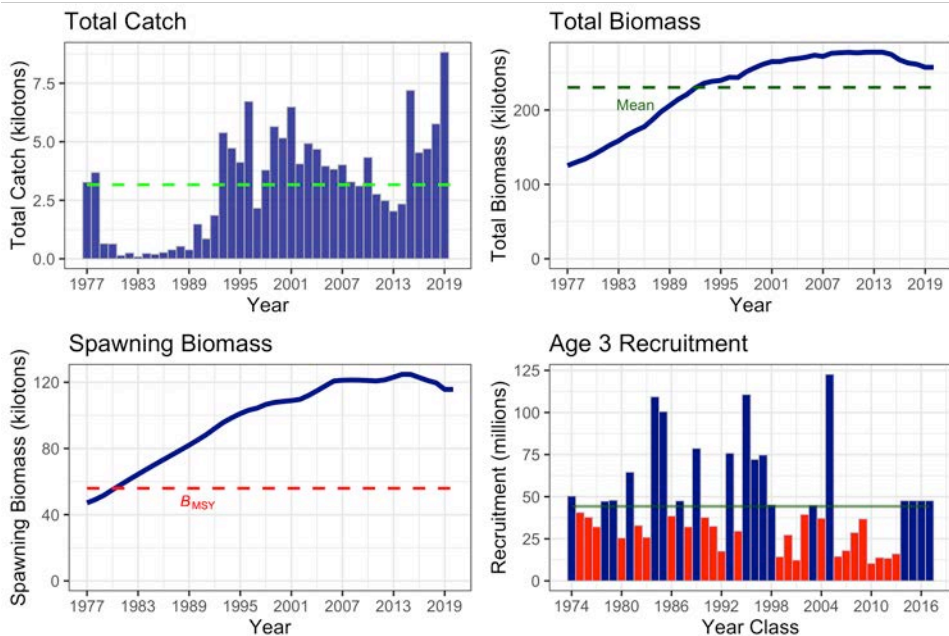 Total Catch
Total Catch (kilotons)
7.5
5.0
2.5
0.0
1977 1983 1989 1995 2001 2007 2013 2019
Year
Total Biomass
Total Biomass (kilotons)
200
100
0
Mean
1977 1983 1989 1995 2001 2007 2013 2019
Year
Spawning Biomass
Spawning Biomass (kilotons)
120
80
40
0
BMSY
1977 1983 1989 1995 2001 2007 2013 2019
Year
Age 3 Recruitment
Recruitment (millions)
125
100
75
50
25
0
1974 1980 1986 1992 1998 2004 2010 2016
Year Class